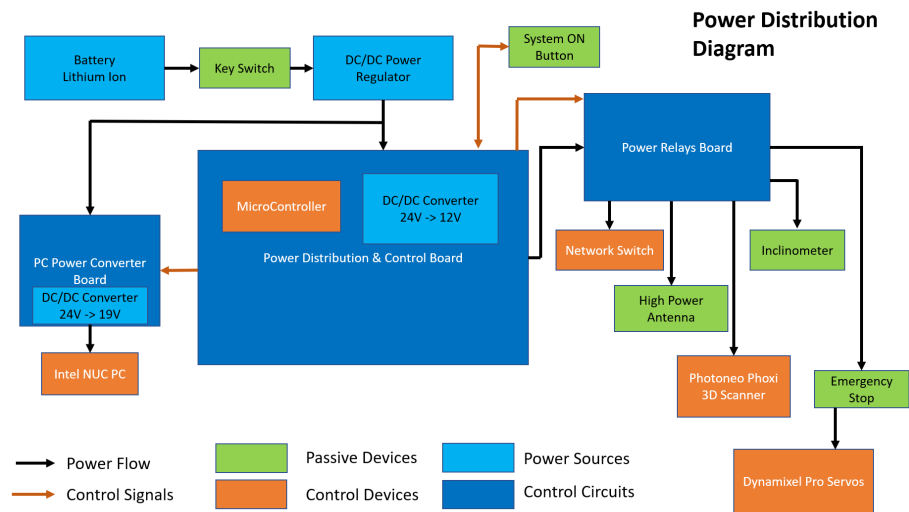 Power Distribution
Diagram
Battery
Lithium Ion
Key Switch
DC/DC Power
Regulator
System ON
Button
Power Relays Board
MicroController
DC/DC Converter
24V -> 12V
Power Distribution & Control Board
PC Power Converter
Board
DC/DC Converter
24V -> 19V
Intel NUC PC
Network Switch
Inclinometer
High Power
Antenna
Photoneo Phoxi
3D Scanner
Emergency
Stop
Dynamixel Pro Servos
Power Flow
Control Signals
Passive Devices
Control Devices
Power Sources
Control Circuits